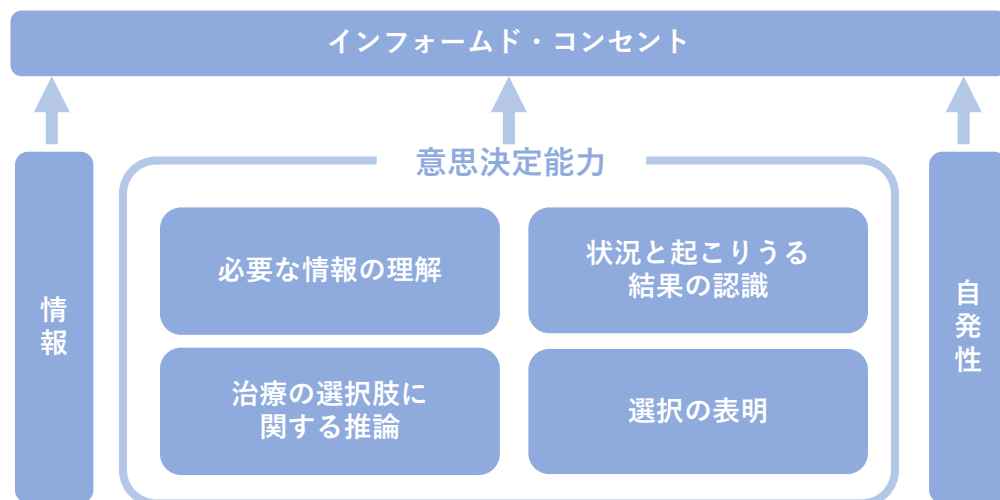 インフォームド・コンセント
意思決定能力
情報
必要な情報の理解
状況と起こりうる
結果の認識
治療の選択肢に
関する推論
選択の表明
自発性